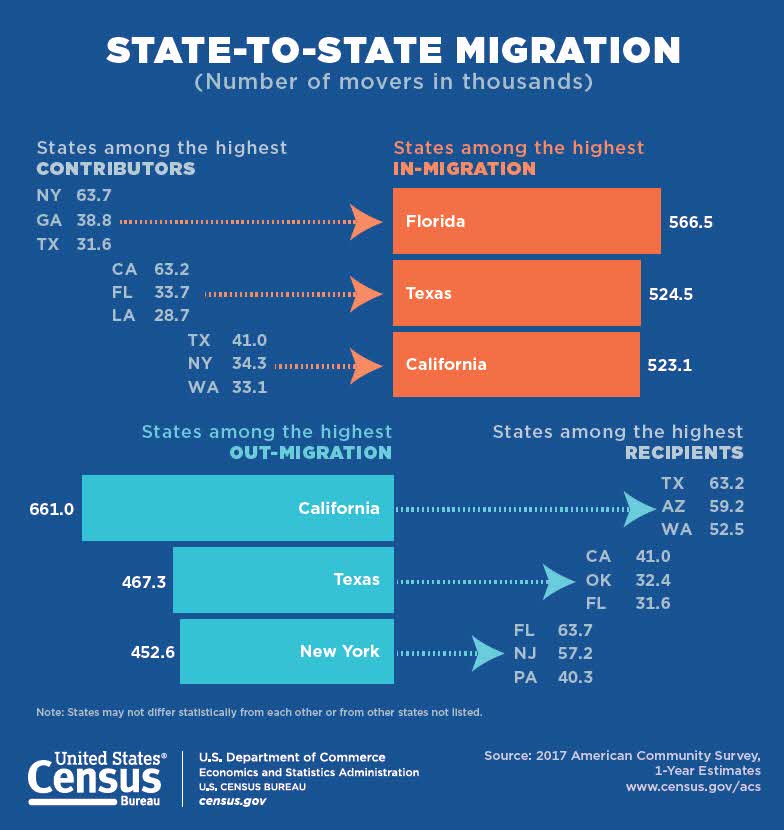 STATE-TO-STATE MIGRATION
(Number of movers in thousands)
States among the highest
CONTRIBUTORS
NY 63.7
GA 38.8
TX 31.6
CA 63.2
FL 33.7
LA 28.7
TX 41.0
NY 34.3
WA 33.1
States among the highest
IN-MIGRATION
Florida 566.5
Texas 524.5
California 523.1
States among the highest
OUT-MIGRATION
661.0 California
467.3 Texas
452.6 New York
States among the highest
RECIPIENTS
TX 63.2
AZ 59.2
WA 52.5
CA 41.0
OK 32.4
FL 31.6
FL 63.7
NJ 57.2
PA 40.3
Note: States may not differ statistically from each other or from other states not listed.
United States®
Census
Bureau
U.S. Department of Commerce
Economics and Statistics Administration
U.S. CENSUS BUREAU
census.gov
Source: 2017 American Community Survey,
1-Year Estimates
www.census.gov/acs